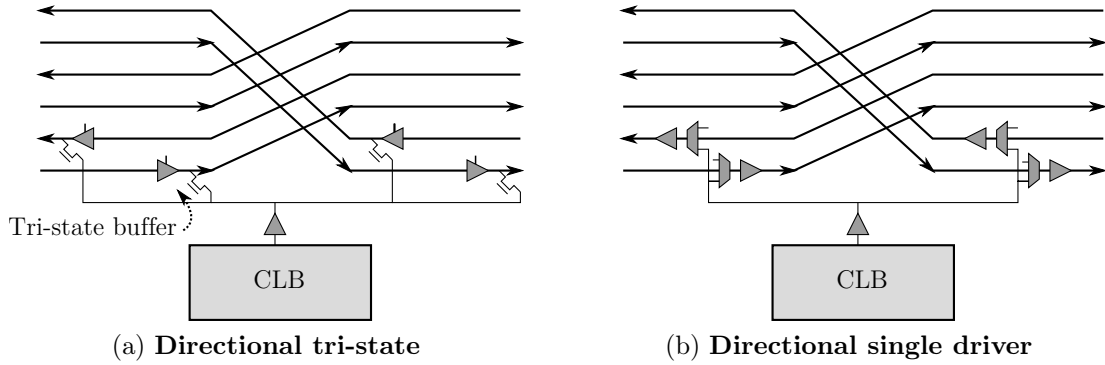 Tri-state buffer
CLB
CLB
(a) Directional tri-state
(b) Directional single driver